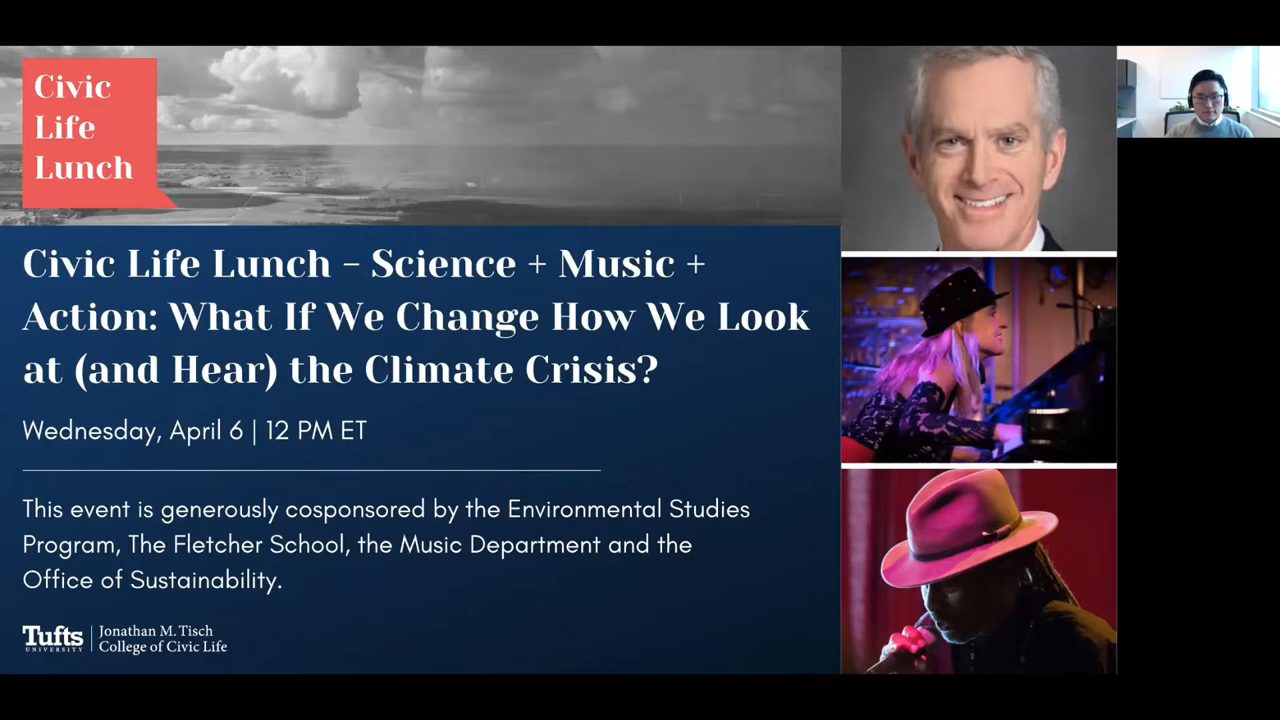 Civic
Life
Lunch
Civic Life Lunch – Science + Music +
Action: What If We Change How We Look
at (and Hear) the Climate Crisis?
Wednesday, April 6 | 12 PM ET
This event is generously cosponsored by the Environmental Studies
Program, The Fletcher School, the Music Department and the
Office of Sustainability.
Tufts
UNIVERSITY
Jonathan M. Tisch
College of Civic Life